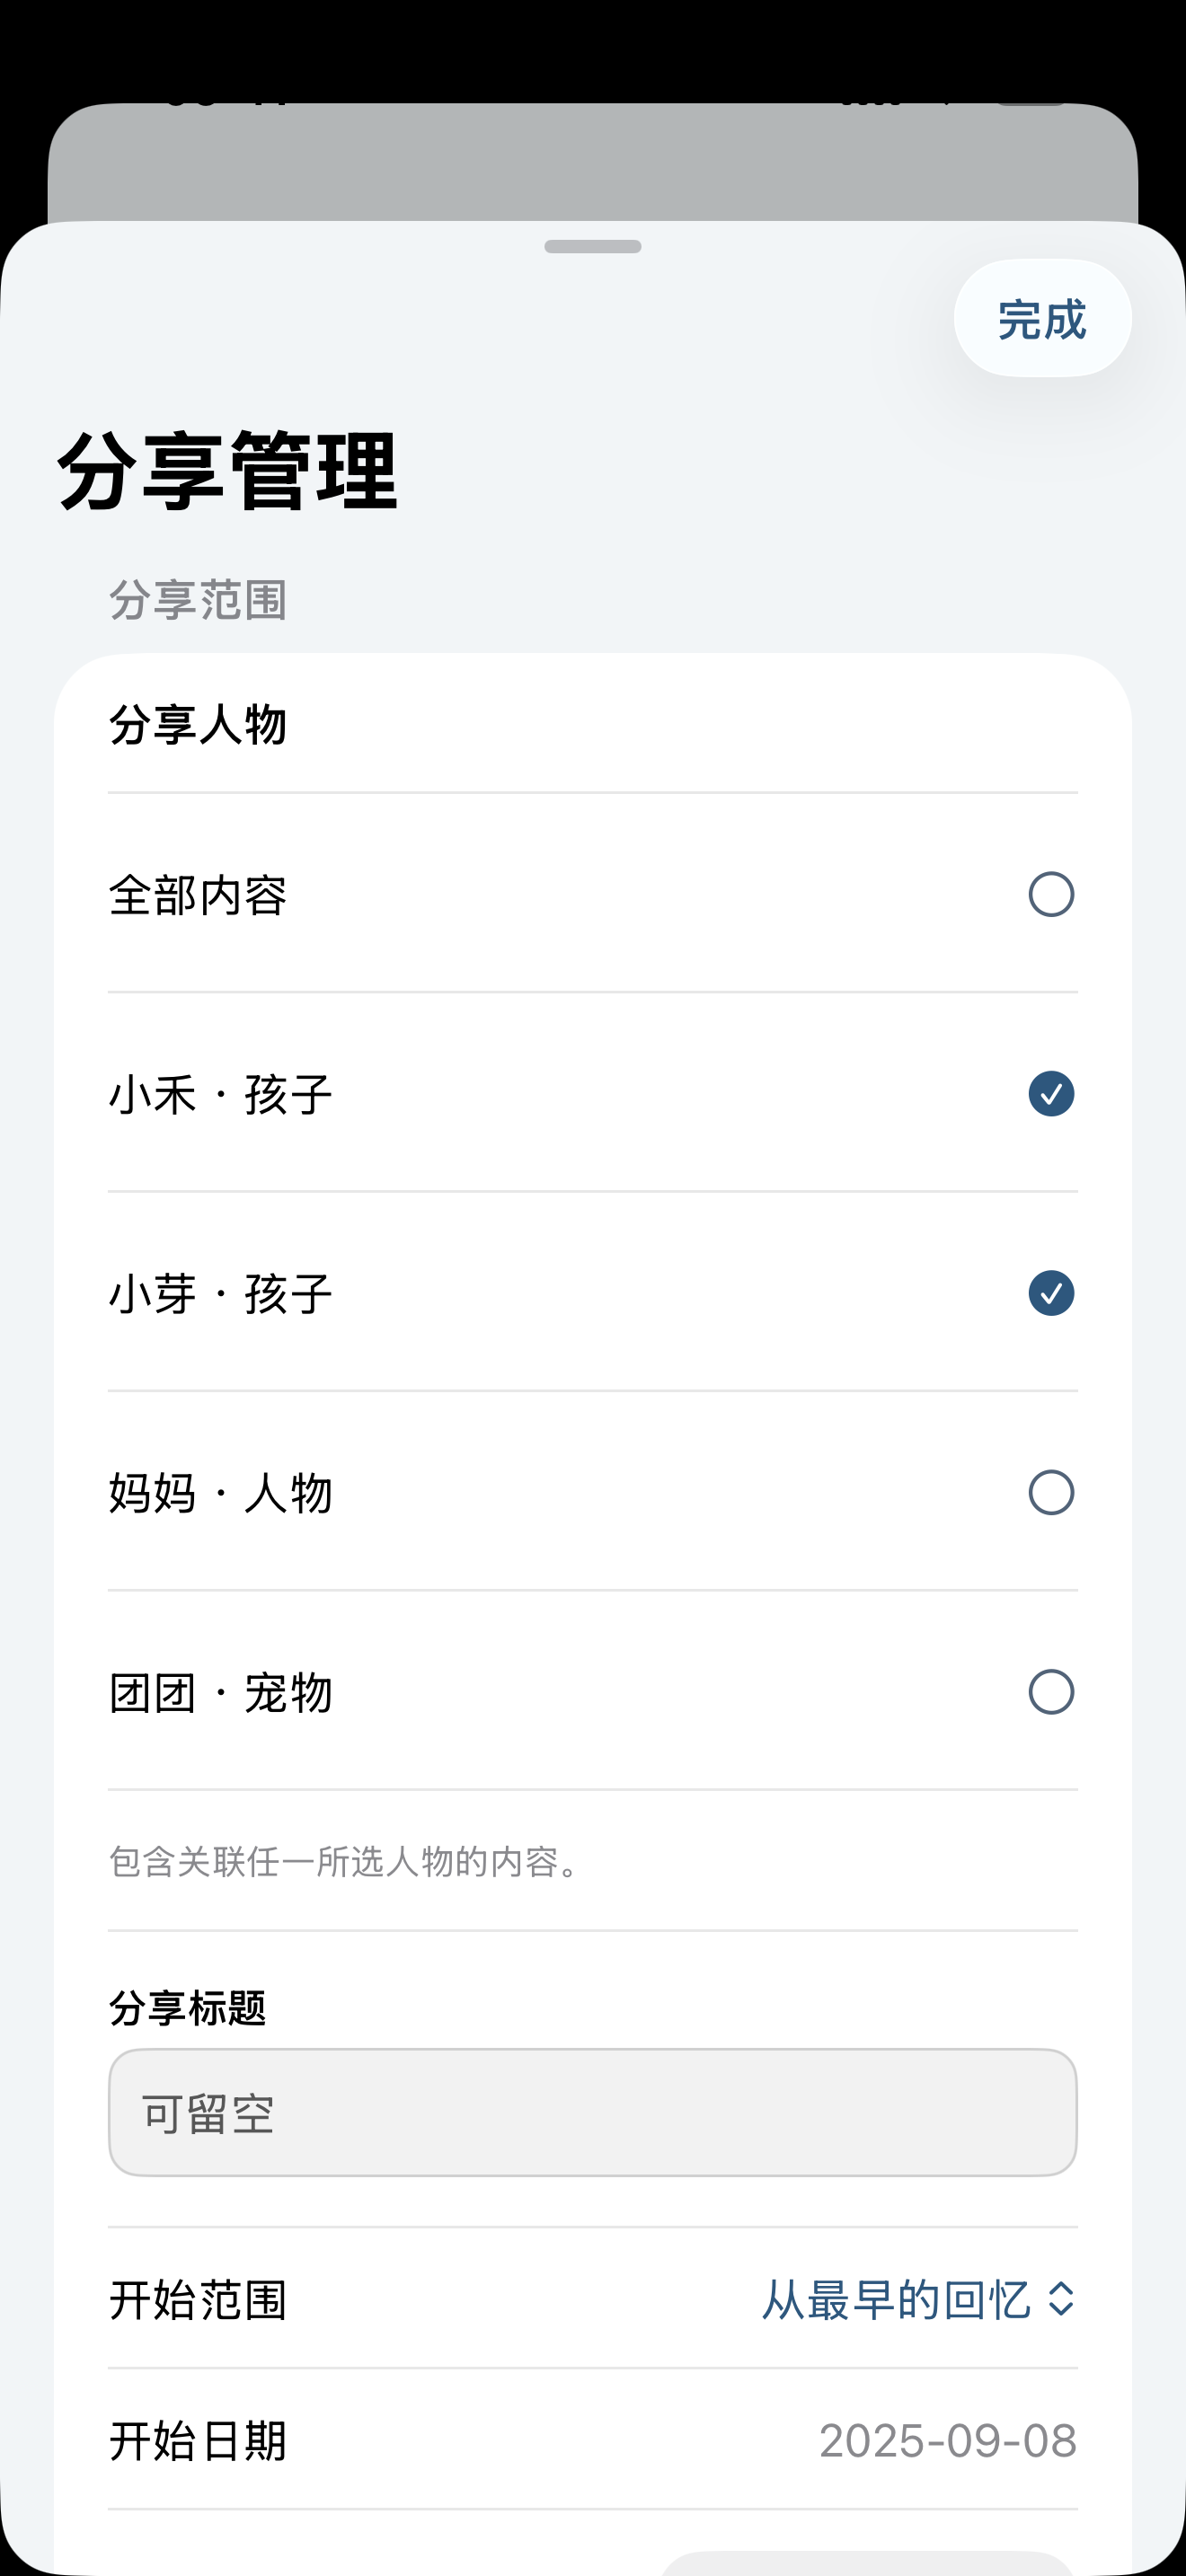 完成
分享管理
分享范围
分享人物
全部内容
小禾 · 孩子
小芽 · 孩子
妈妈 · 人物
团团 · 宠物
包含关联任一所选人物的内容。
分享标题
可留空
开始范围 从最早的回忆
开始日期 2025-09-08